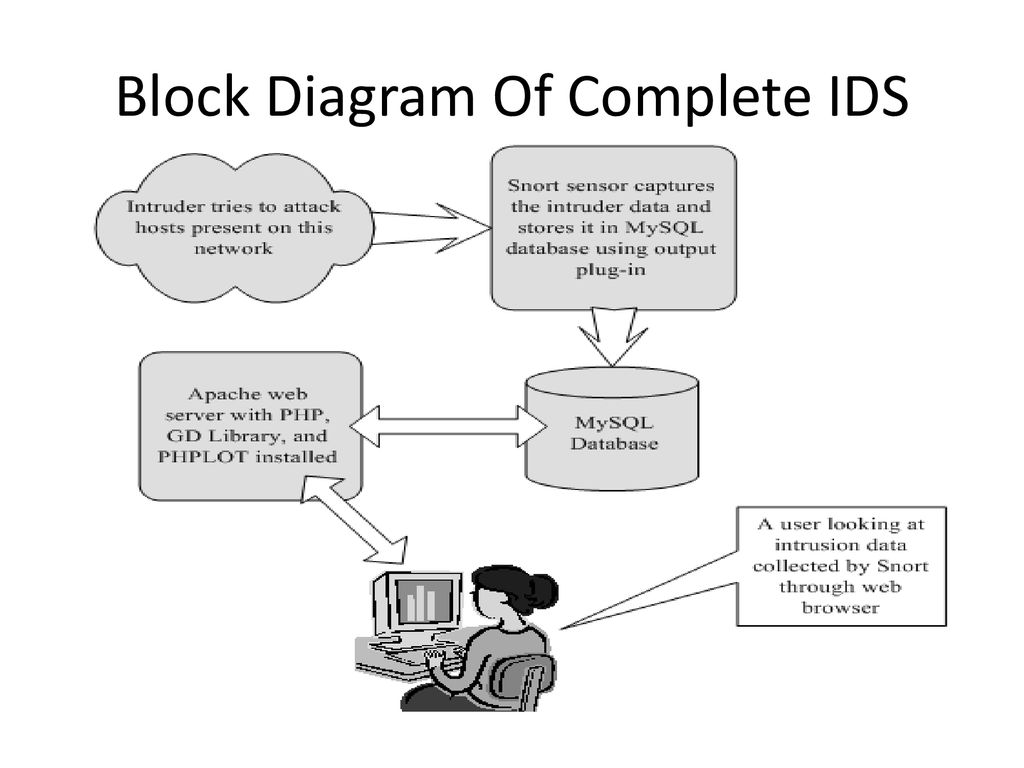 Block Diagram Of Complete IDS
Intruder tries to attack
hosts present on this
network
Snort sensor captures
the intruder data and
stores it in MySQL
database using output
plug-in
Apache web
server with PHP,
GD Library, and
PHPLOT installed
MySQL
Database
A user looking at
intrusion data
collected by Snort
through web
browser